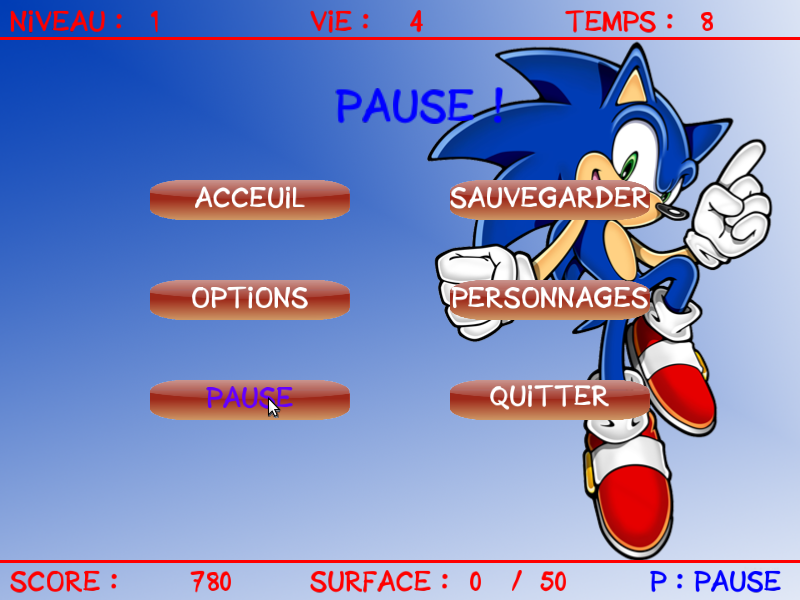 NiVEAU : 1 ViE : 4 TEMPS : 8
PAUSE !
ACCEUiL SAUVEGARDER
OPTiONS PERSONNAGES
PAUSE QUiTTER
SCORE : 780 SURFACE : 0 / 50 P : PAUSE